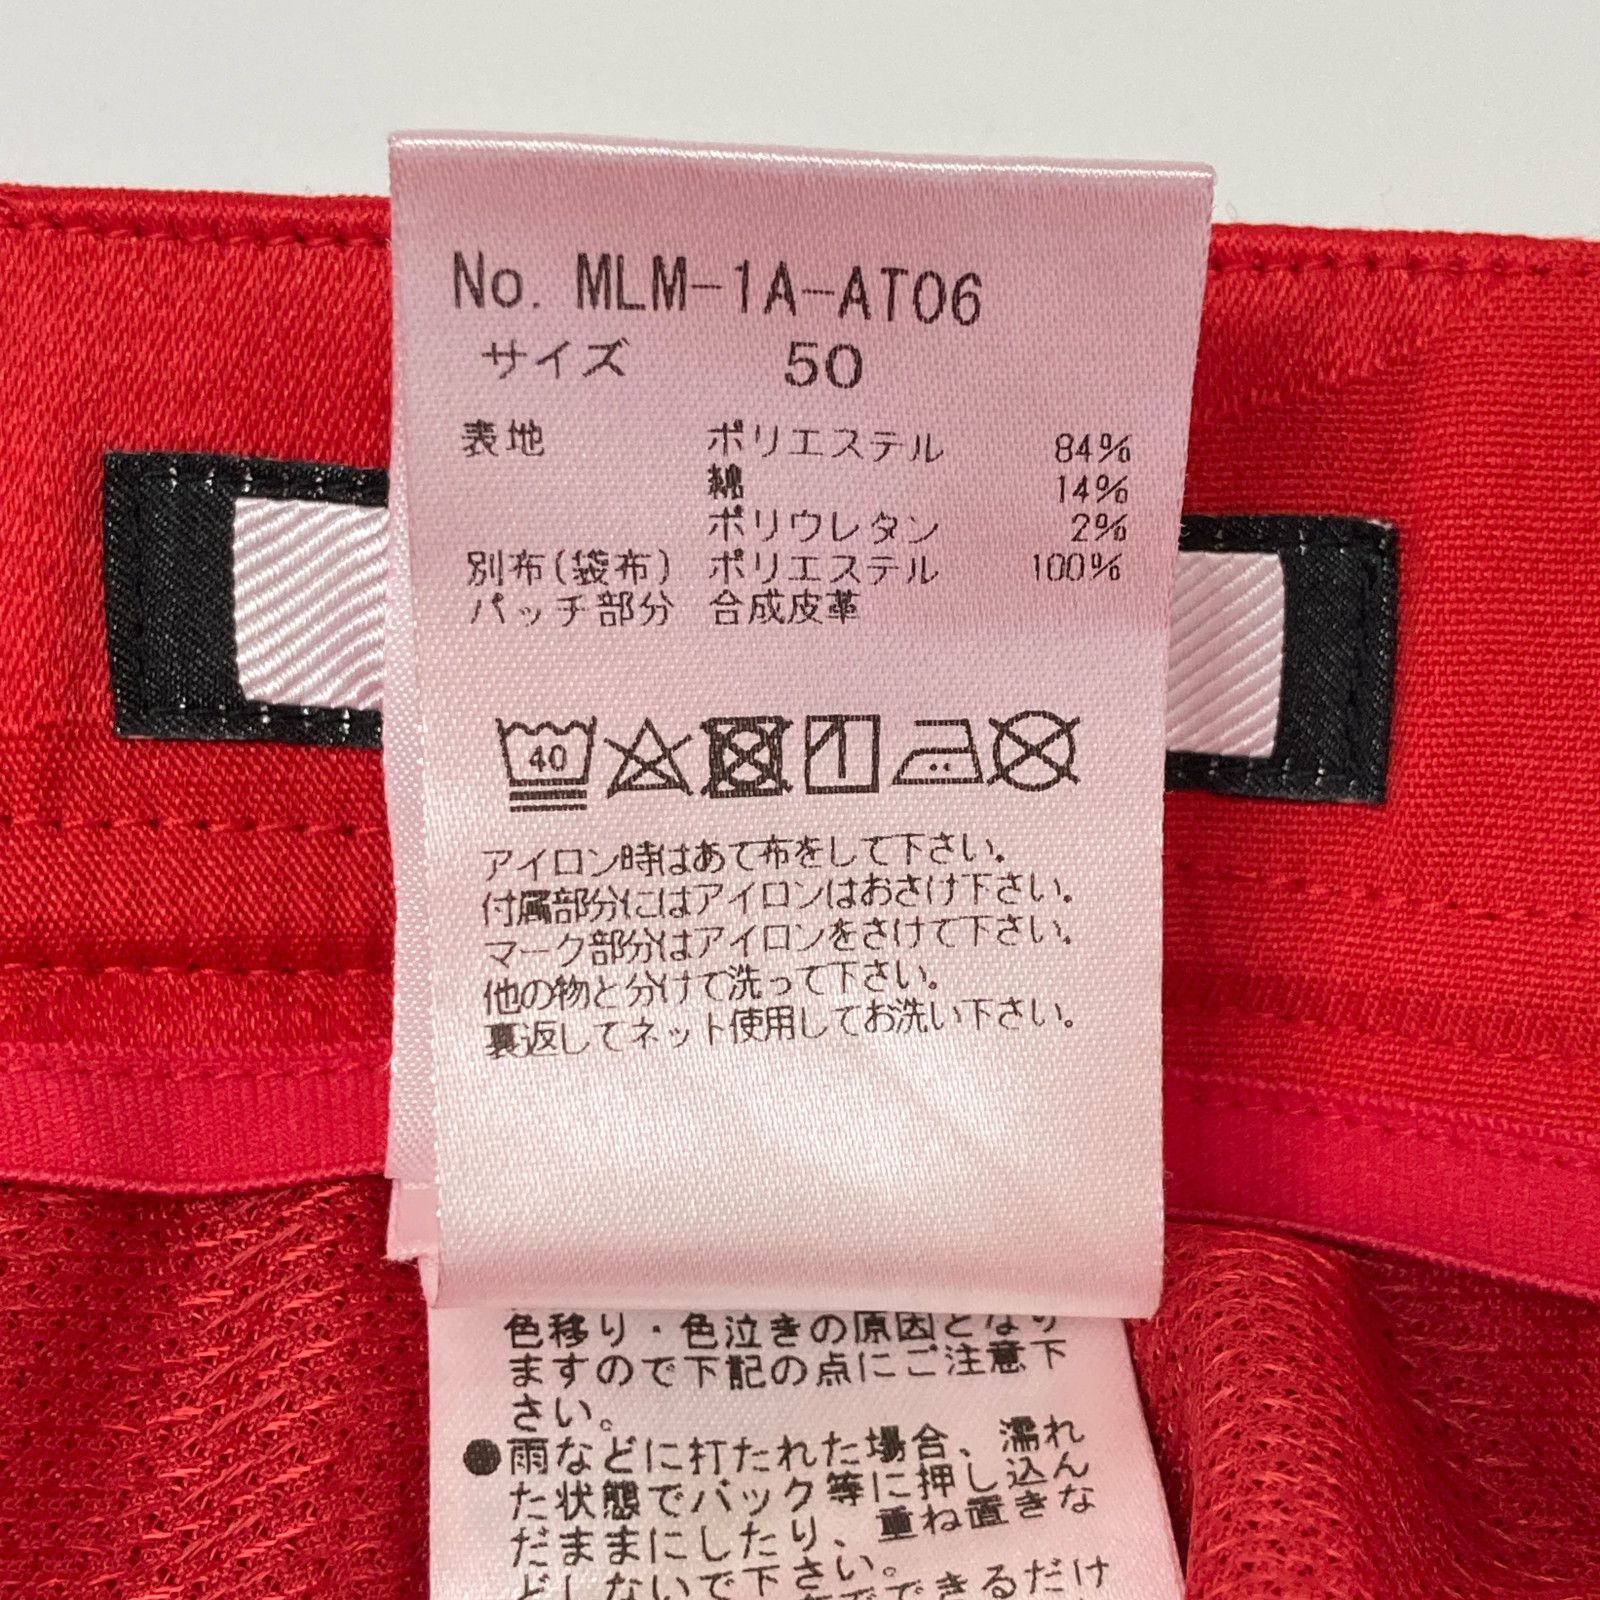 No. MLM-1A-AT06
サイズ 50
表地 ポリエステル 84%
綿 14%
ポリウレタン 2%
別布(袋布) ポリエステル 100%
パッチ部分 合成皮革
40
アイロン時はあて布をして下さい。
付属部分にはアイロンはおさけ下さい。
マーク部分はアイロンをさけて下さい。
他の物と分けて洗って下さい。
裏返してネット使用してお洗い下さい。
色移り・色泣きの原因となり
ますので下記の点にご注意下
さい。
●雨などに打たれた場合、濡れ
た状態でバック等に押し込ん
だままにしたり、重ね置きな
どしないで下さい。
できるだけ